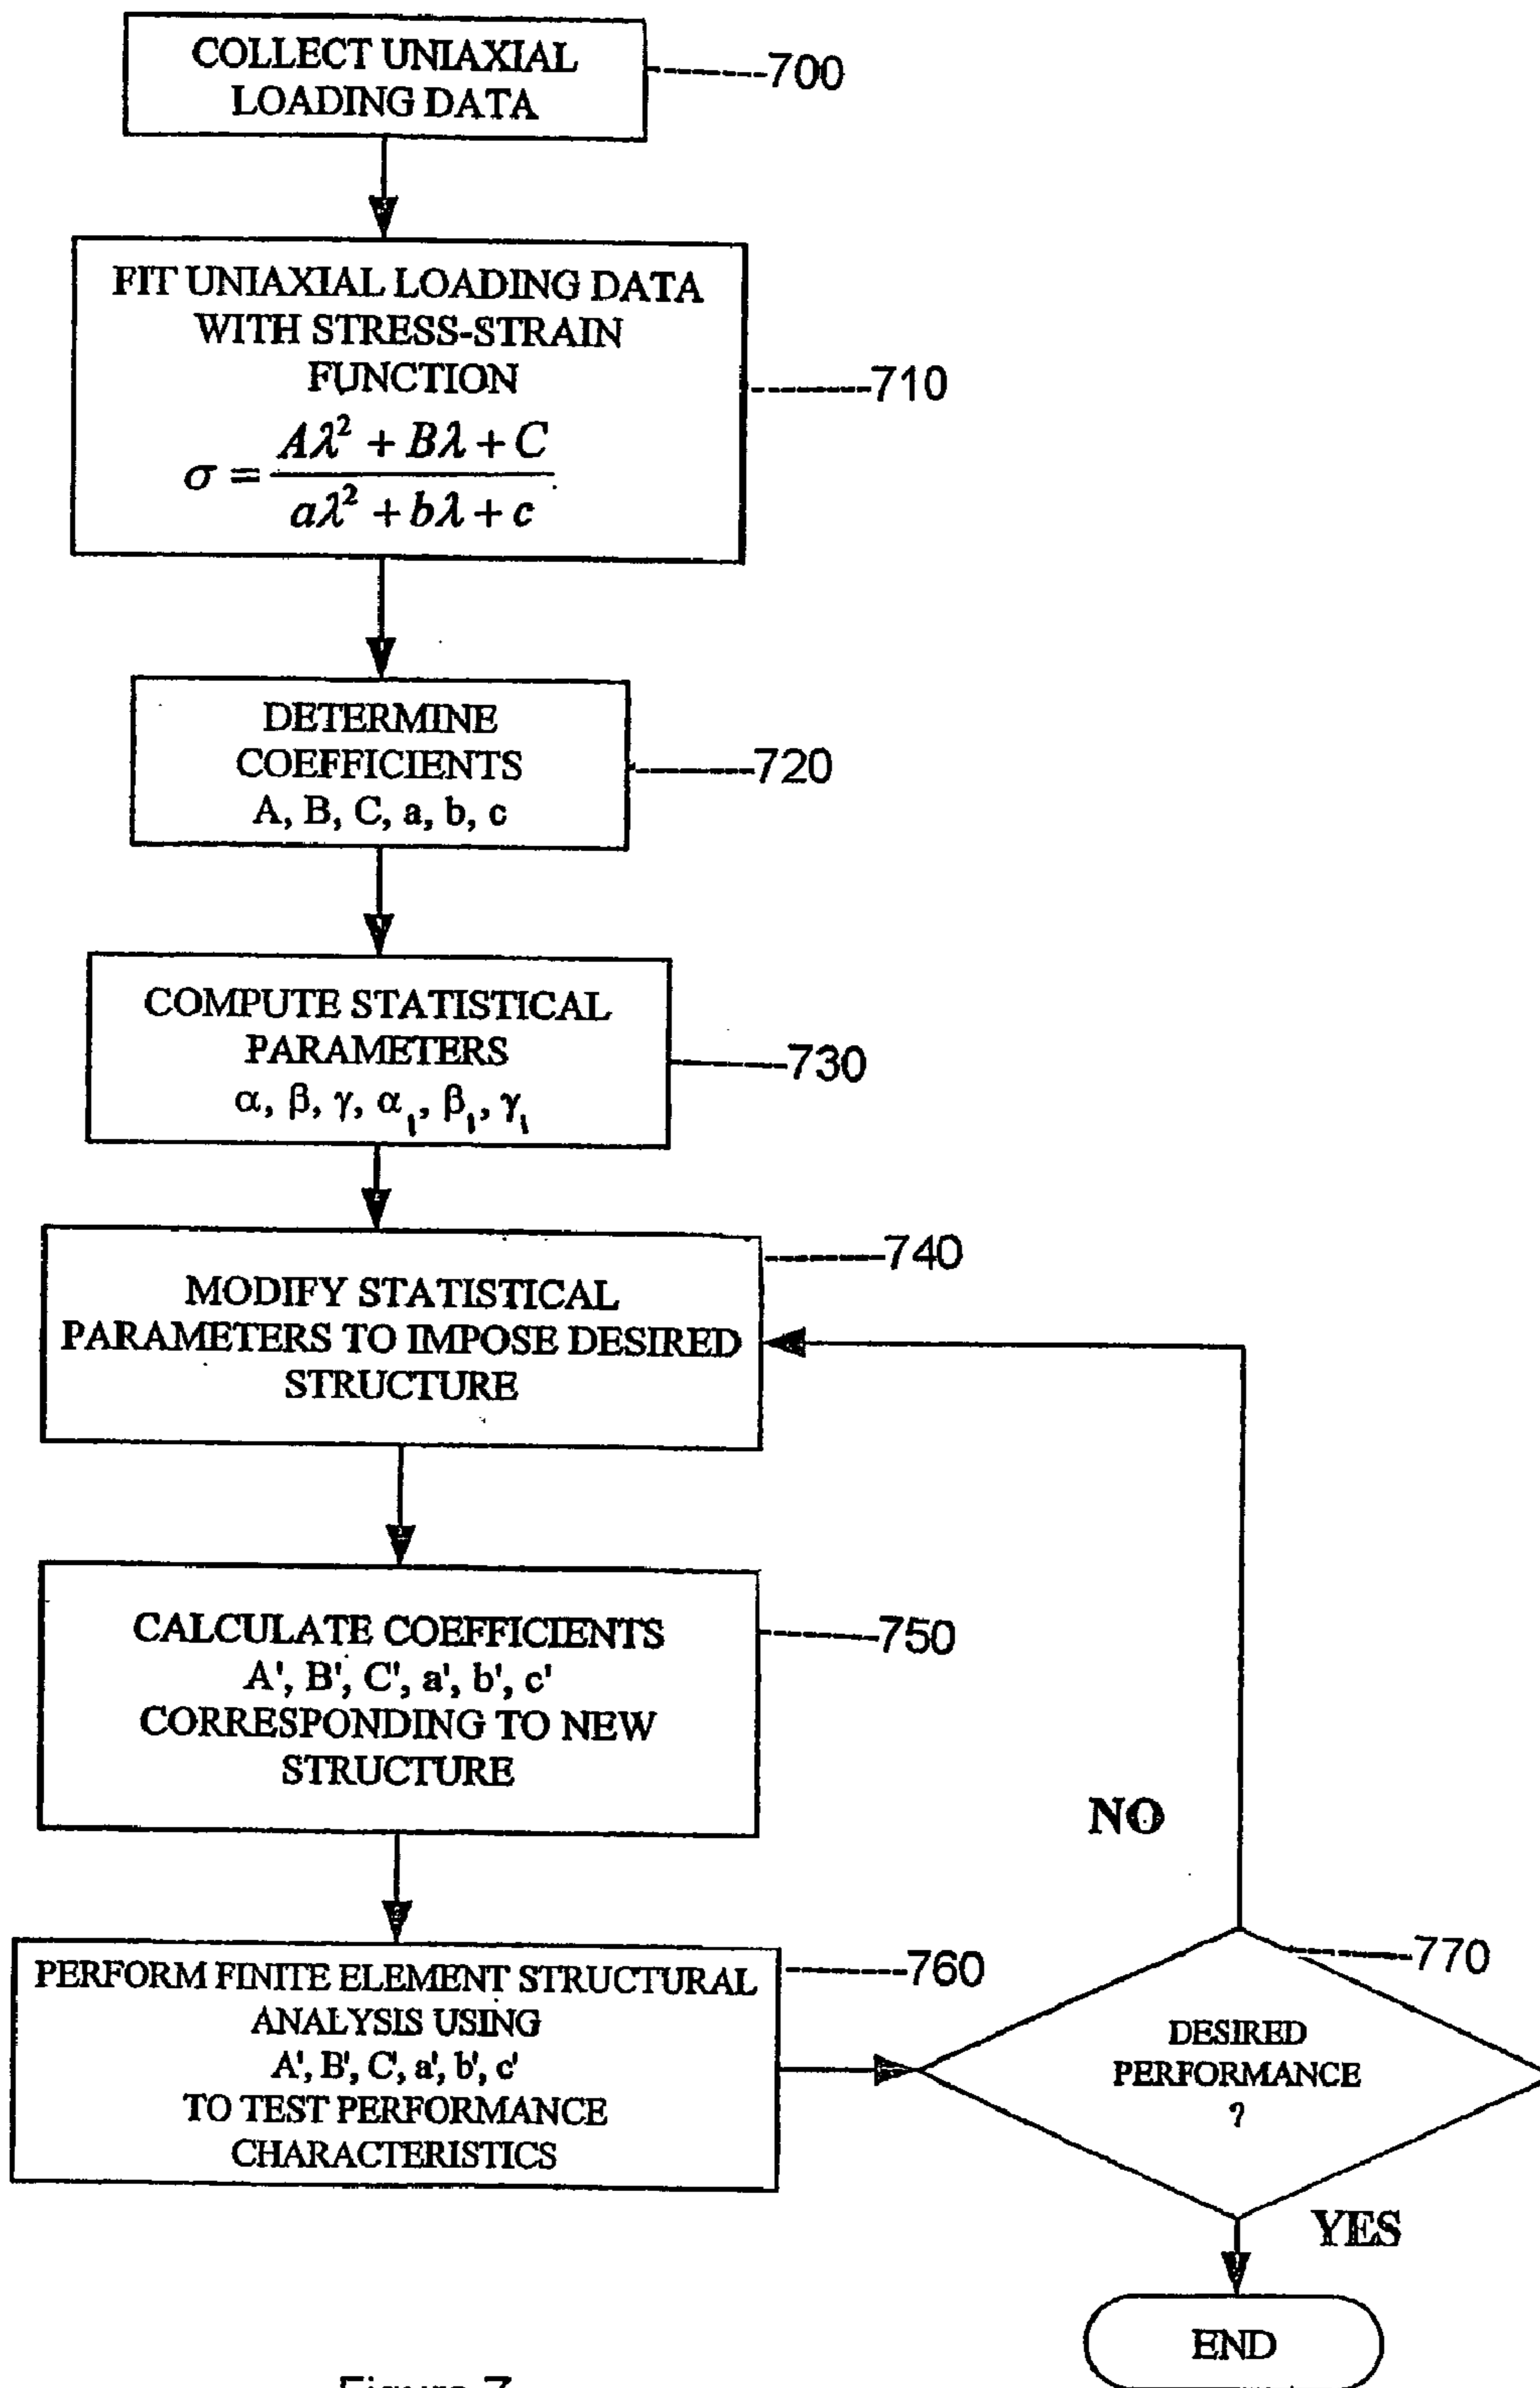 COLLECT UNIAXIAL
LOADING DATA
700
FIT UNIAXIAL LOADING DATA
WITH STRESS-STRAIN
FUNCTION
σ = (Aλ² + Bλ + C) / (aλ² + bλ + c)
710
DETERMINE
COEFFICIENTS
A, B, C, a, b, c
720
COMPUTE STATISTICAL
PARAMETERS
α, β, γ, α₁, β₁, γ₁
730
MODIFY STATISTICAL
PARAMETERS TO IMPOSE DESIRED
STRUCTURE
740
CALCULATE COEFFICIENTS
A', B', C', a', b', c'
CORRESPONDING TO NEW
STRUCTURE
750
PERFORM FINITE ELEMENT STRUCTURAL
ANALYSIS USING
A', B', C', a', b', c'
TO TEST PERFORMANCE
CHARACTERISTICS
760
NO
770
DESIRED
PERFORMANCE
?
YES
END
Figure 7